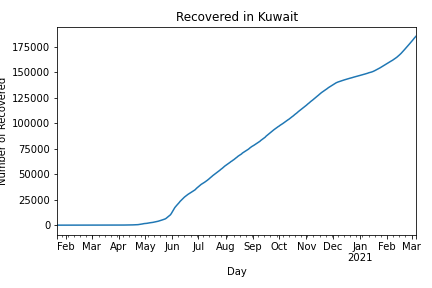 Recovered in Kuwait
Number of Recovered
175000
150000
125000
100000
75000
50000
25000
0
Feb Mar Apr May Jun Jul Aug Sep Oct Nov Dec Jan Feb Mar
2021
Day